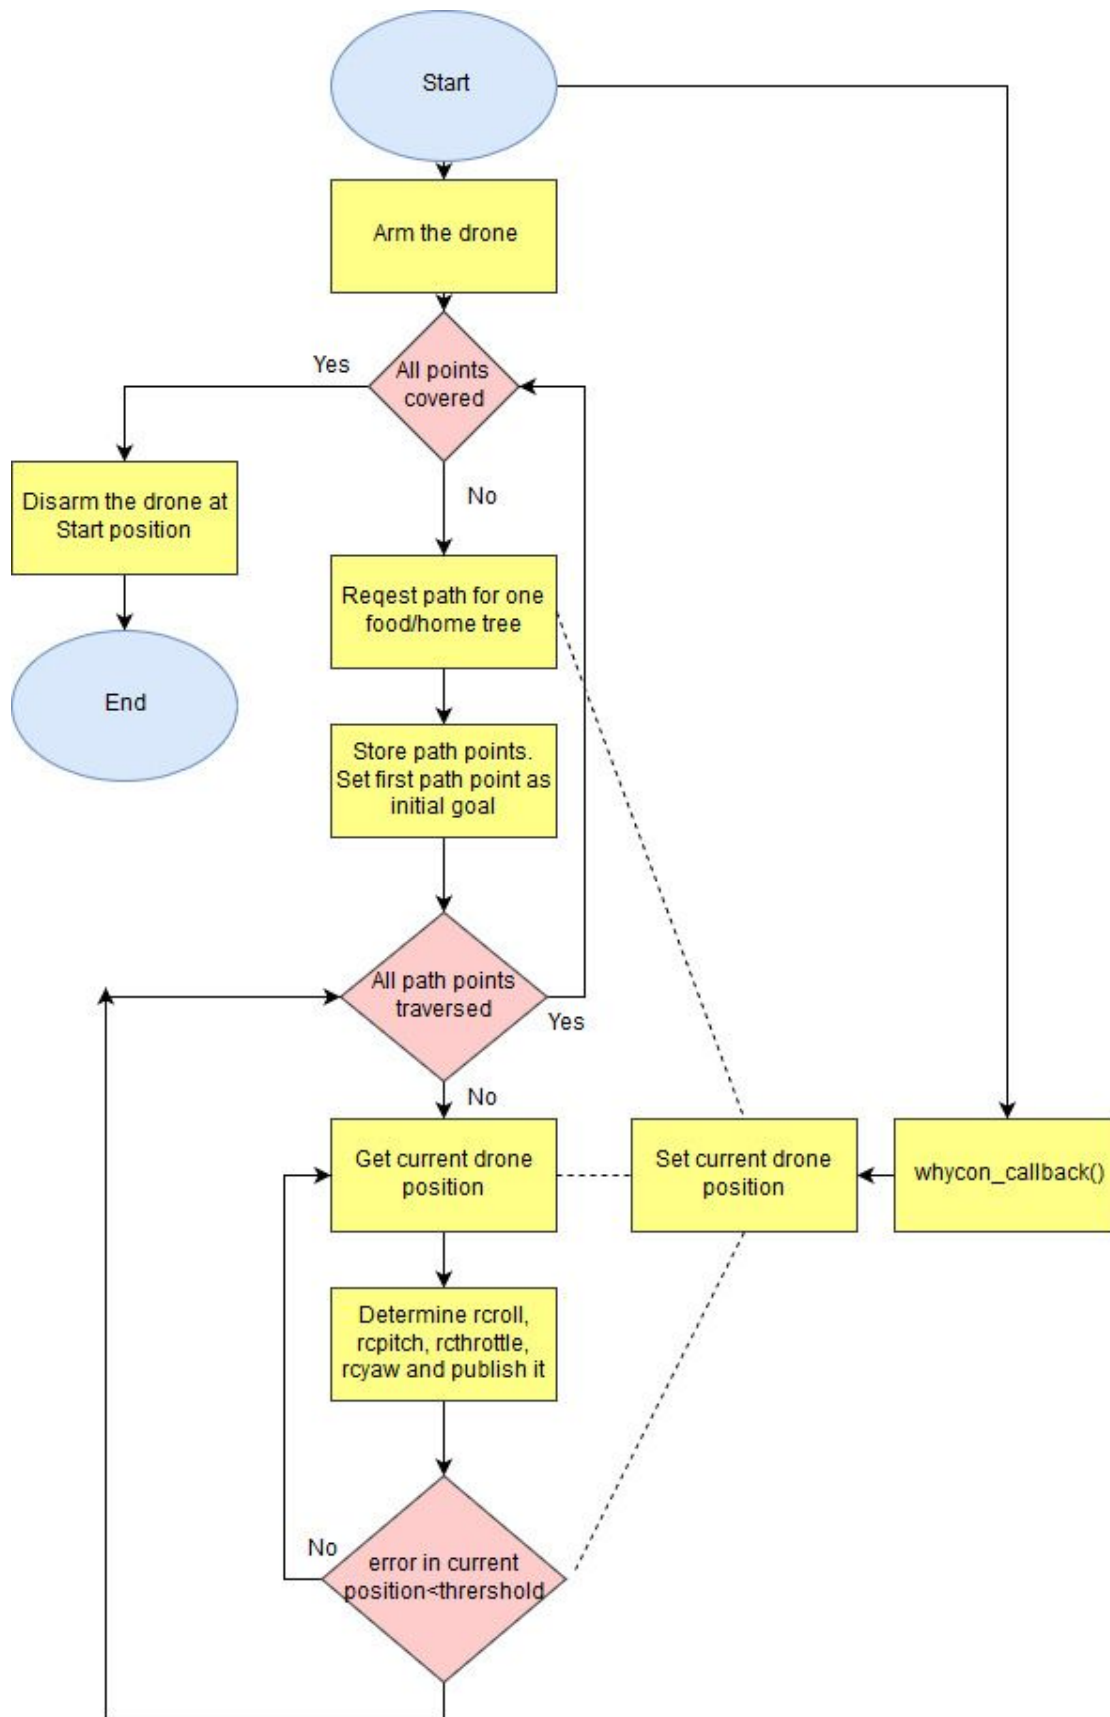 Start
Arm the drone
Yes
All points
covered
No
Disarm the drone at
Start position
Reqest path for one
food/home tree
End
Store path points.
Set first path point as
initial goal
All path points
traversed
Yes
No
Get current drone
position
Set current drone
position
whycon_callback()
Determine rcroll,
rcpitch, rcthrottle,
rcyaw and publish it
No
error in current
position<thrershold